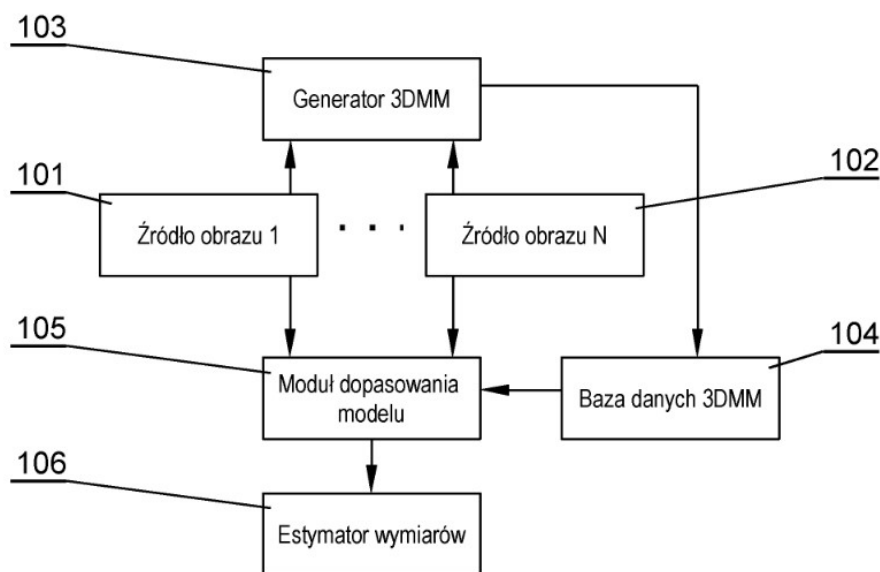 103
Generator 3DMM
101
102
Źródło obrazu 1
. . .
Źródło obrazu N
105
104
Moduł dopasowania
modelu
Baza danych 3DMM
106
Estymator wymiarów